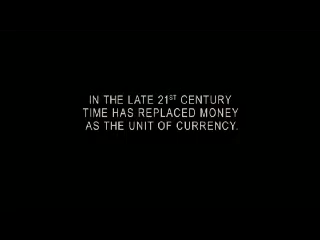 IN THE LATE 21ST CENTURY
TIME HAS REPLACED MONEY
AS THE UNIT OF CURRENCY.